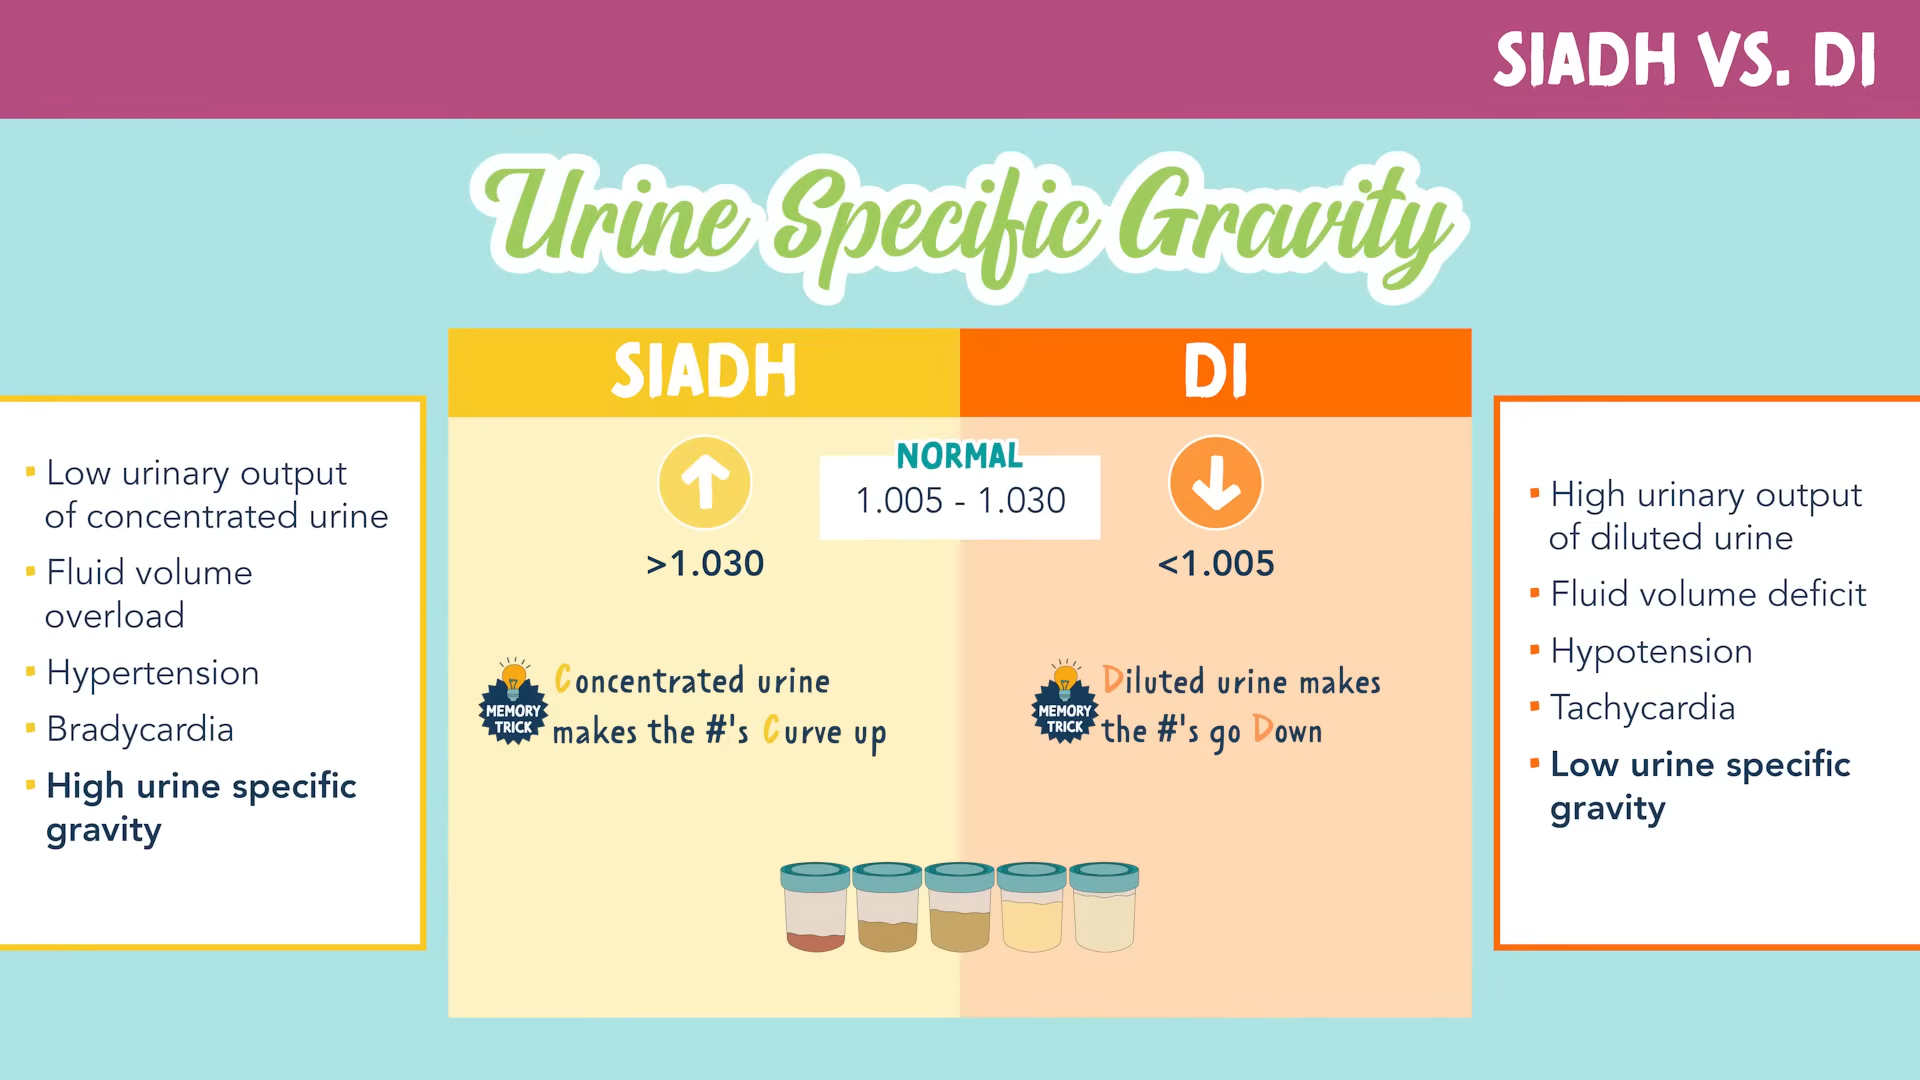 SIADH VS. DI
Urine Specific Gravity
SIADH
DI
NORMAL
1.005 - 1.030
>1.030
<1.005
MEMORY
TRICK
Concentrated urine
makes the #'s Curve up
MEMORY
TRICK
Diluted urine makes
the #'s go Down
▪ Low urinary output
of concentrated urine
▪ Fluid volume
overload
▪ Hypertension
▪ Bradycardia
▪ High urine specific
gravity
▪ High urinary output
of diluted urine
▪ Fluid volume deficit
▪ Hypotension
▪ Tachycardia
▪ Low urine specific
gravity